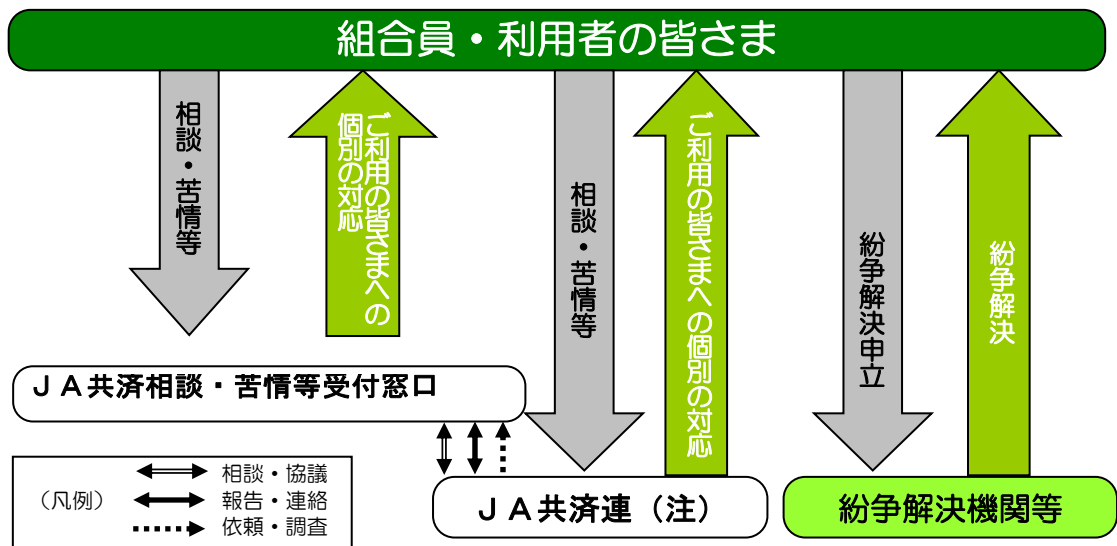 組合員・利用者の皆さま
相談・苦情等
ご利用の皆さまへの
個別の対応
相談・苦情等
ご利用の皆さまへの個別の対応
紛争解決申立
紛争解決
ＪＡ共済相談・苦情等受付窓口
ＪＡ共済連（注）
紛争解決機関等
（凡例）
相談・協議
報告・連絡
依頼・調査